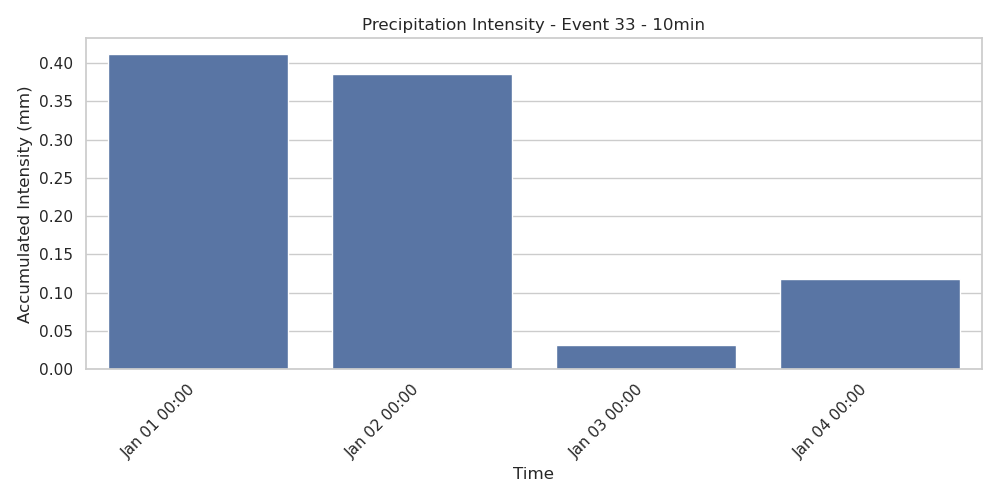 Precipitation Intensity - Event 33 - 10min
Accumulated Intensity (mm)
0.40
0.35
0.30
0.25
0.20
0.15
0.10
0.05
0.00
Jan 01 00:00
Jan 02 00:00
Jan 03 00:00
Jan 04 00:00
Time